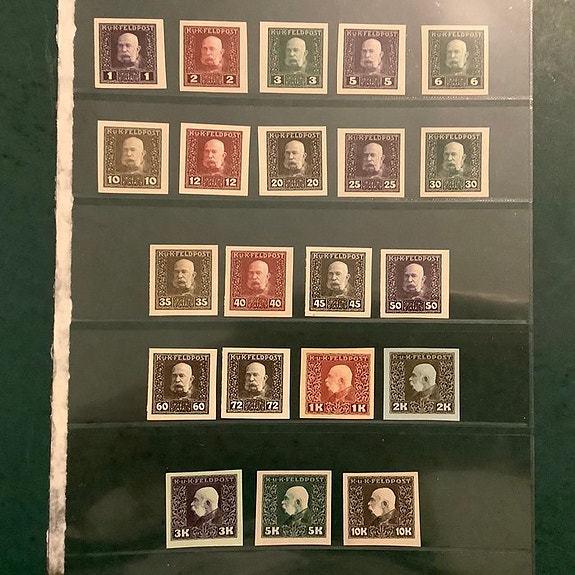 K.u.K.FELDPOST
1 1
K.u.K.FELDPOST
2 2
K.u.K.FELDPOST
3 3
K.u.K.FELDPOST
5 5
K.u.K.FELDPOST
6 6
K.u.K.FELDPOST
10 10
K.u.K.FELDPOST
12 12
K.u.K.FELDPOST
20 20
K.u.K.FELDPOST
25 25
K.u.K.FELDPOST
30 30
K.u.K.FELDPOST
35 35
K.u.K.FELDPOST
40 40
K.u.K.FELDPOST
45 45
K.u.K.FELDPOST
50 50
K.u.K.FELDPOST
60 60
K.u.K.FELDPOST
72 72
K.u.K.FELDPOST
1K 1K
K.u.K.FELDPOST
2K 2K
K.u.K.FELDPOST
3K 3K
K.u.K.FELDPOST
5K 5K
K.u.K.FELDPOST
10K 10K